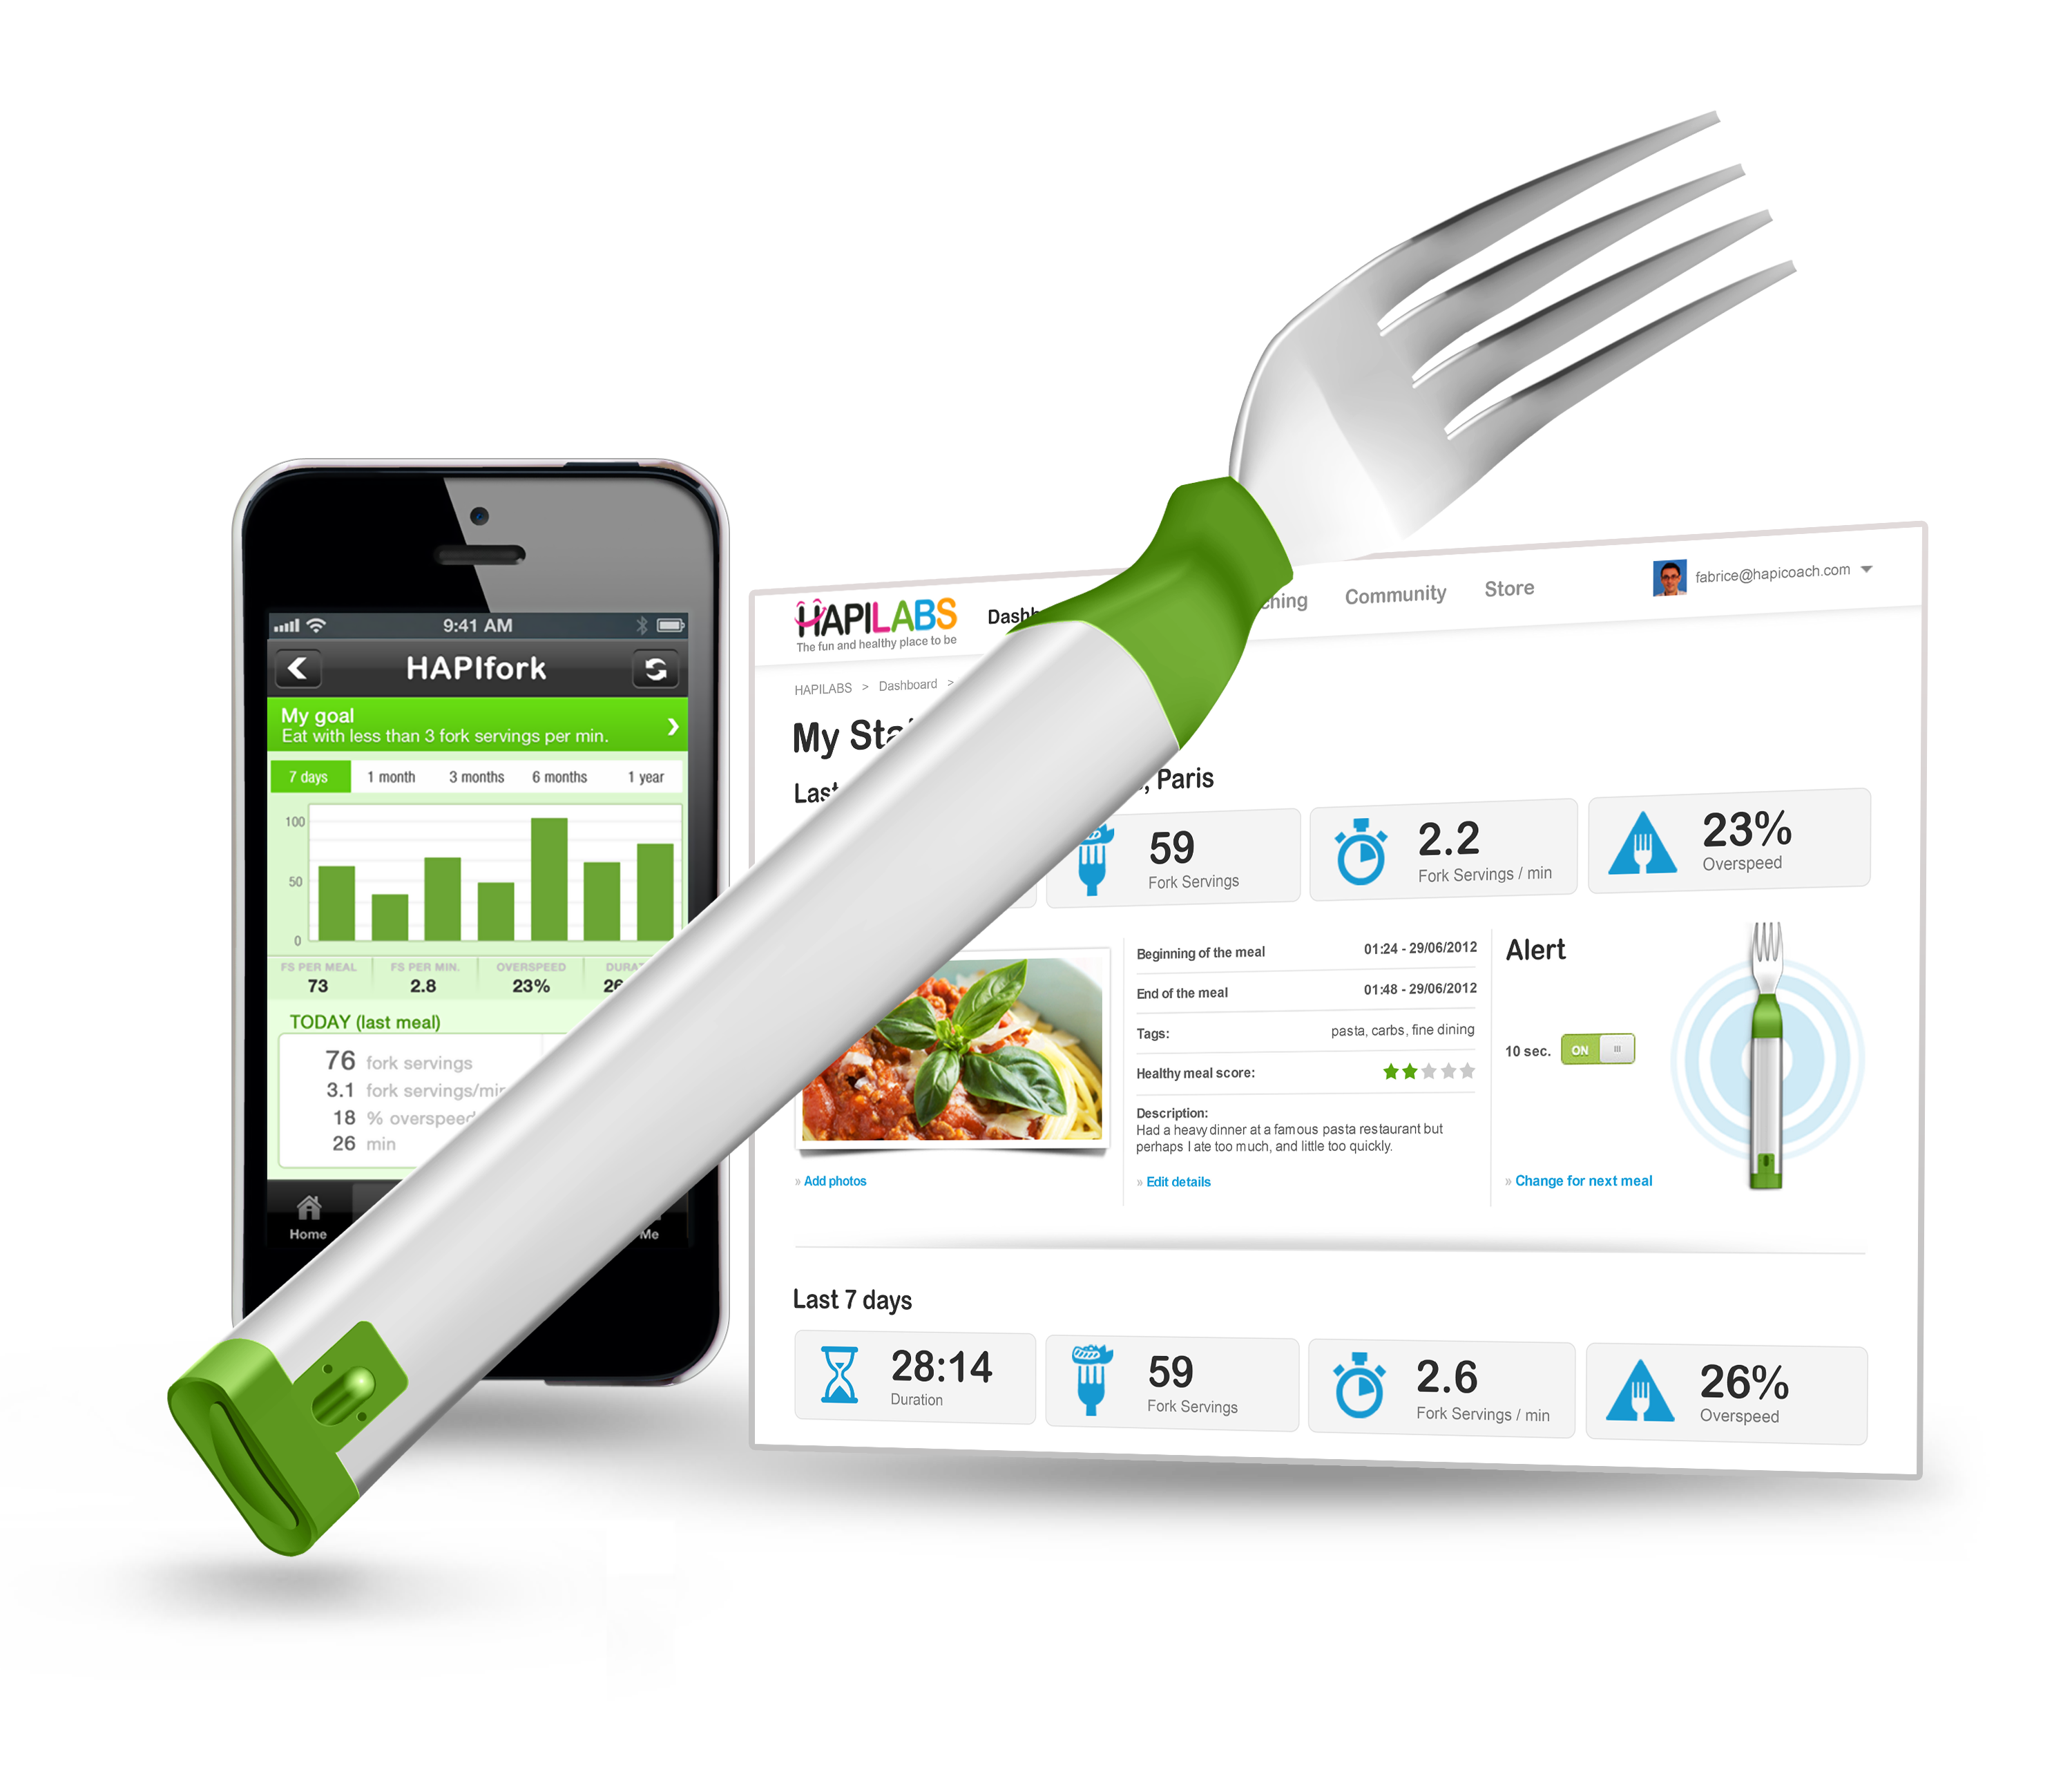 9:41 AM
HAPIfork
My goal
Eat with less than 3 fork servings per min.
7 days 1 month 3 months 6 months 1 year
100
50
0
FS PER MEAL FS PER MIN. OVERSPEED
73 2.8 23% 26
TODAY (last meal)
76 fork servings
3.1 fork servings/min
18 % overspeed
26 min
Home Me
HAPILABS
The fun and healthy place to be
Community Store
fabrice@hapicoach.com
HAPILABS > Dashboard >
My
, Paris
59
Fork Servings
2.2
Fork Servings / min
23%
Overspeed
» Add photos
Beginning of the meal 01:24 - 29/06/2012
End of the meal 01:48 - 29/06/2012
Tags: pasta, carbs, fine dining
Healthy meal score:
Description:
Had a heavy dinner at a famous pasta restaurant but
perhaps I ate too much, and little too quickly.
» Edit details
Alert
10 sec. ON
» Change for next meal
Last 7 days
28:14
Duration
59
Fork Servings
2.6
Fork Servings / min
26%
Overspeed